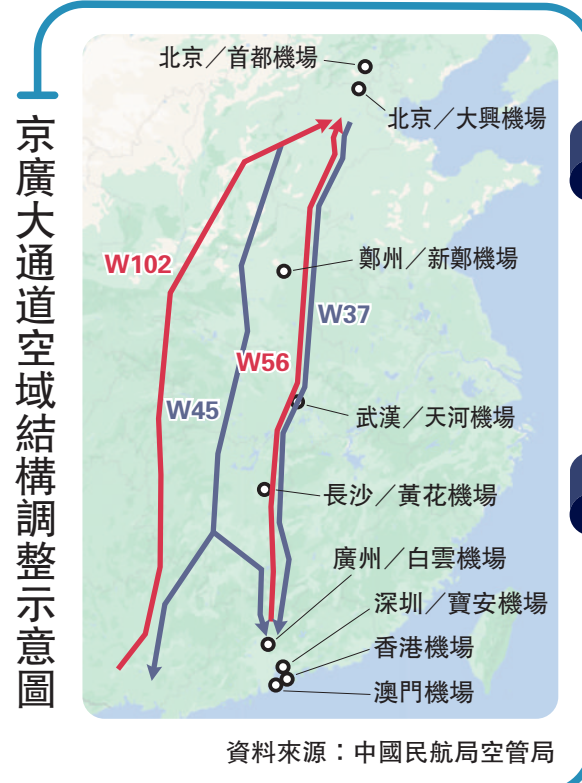 京廣大通道空域結構調整示意圖
北京／首都機場
北京／大興機場
W102
鄭州／新鄭機場
W37
W56
W45
武漢／天河機場
長沙／黃花機場
廣州／白雲機場
深圳／寶安機場
香港機場
澳門機場
資料來源：中國民航局空管局